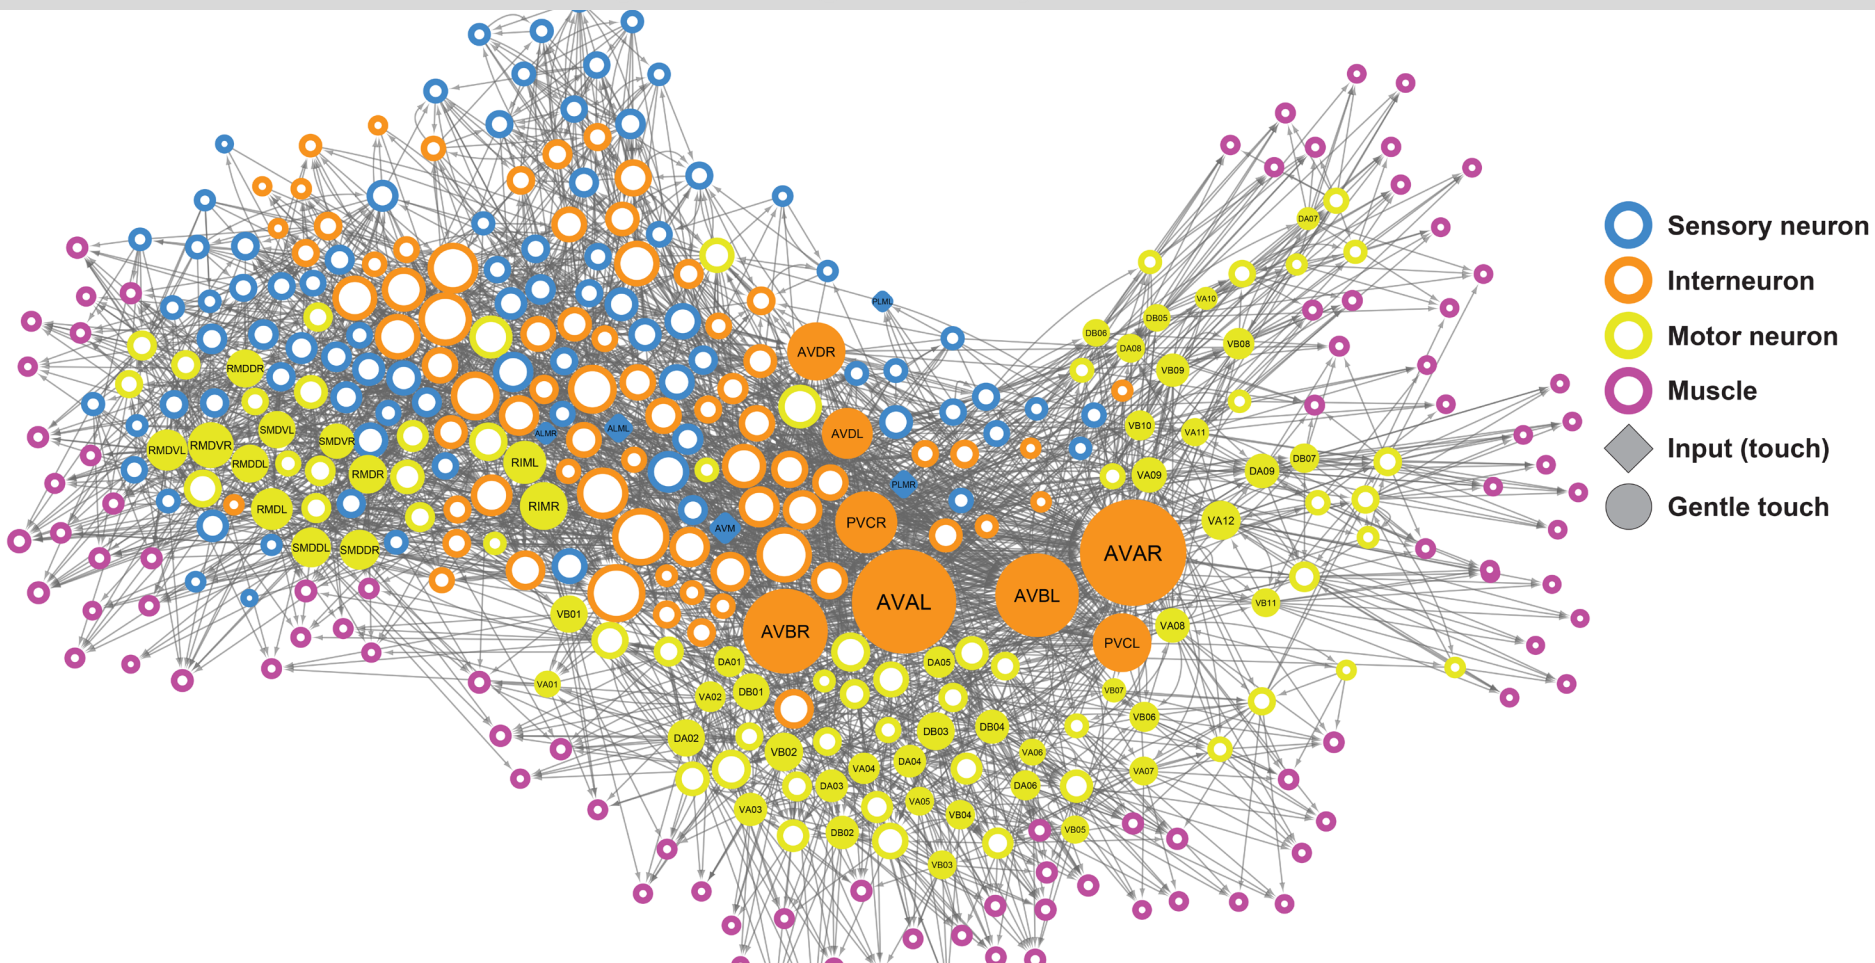 Sensory neuron
Interneuron
Motor neuron
Muscle
Input (touch)
Gentle touch
DA07
PLML
VA10
DB05
DB06
DA08
VB08
VB09
AVDR
RMDDR
ALML
ALMR
AVDL
SMDVL
SMDVR
RMDVR
RMDVL
RMDDL
RMDR
RIML
VB10
VA11
DB07
DA09
VA09
PLMR
RMDL
RIMR
PVCR
AVM
VA12
SMDDL
SMDDR
AVAR
AVAL
AVBL
AVBR
VB11
VB01
VA08
PVCL
DA01
DA05
VA01
VA02
DB01
VB07
VB06
DA02
VB02
DB03
DB04
VA06
VA04
DA04
VA07
DA03
DA06
VA05
VA03
VB04
DB02
VB05
VB03